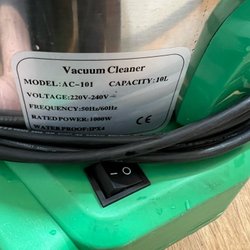 Vacuum Cleaner
MODEL: AC-101 CAPACITY: 10L
VOLTAGE: 220V-240V~
FREQUENCY: 50Hz/60Hz
RATED POWER: 1000W
WATER PROOF: IPX4